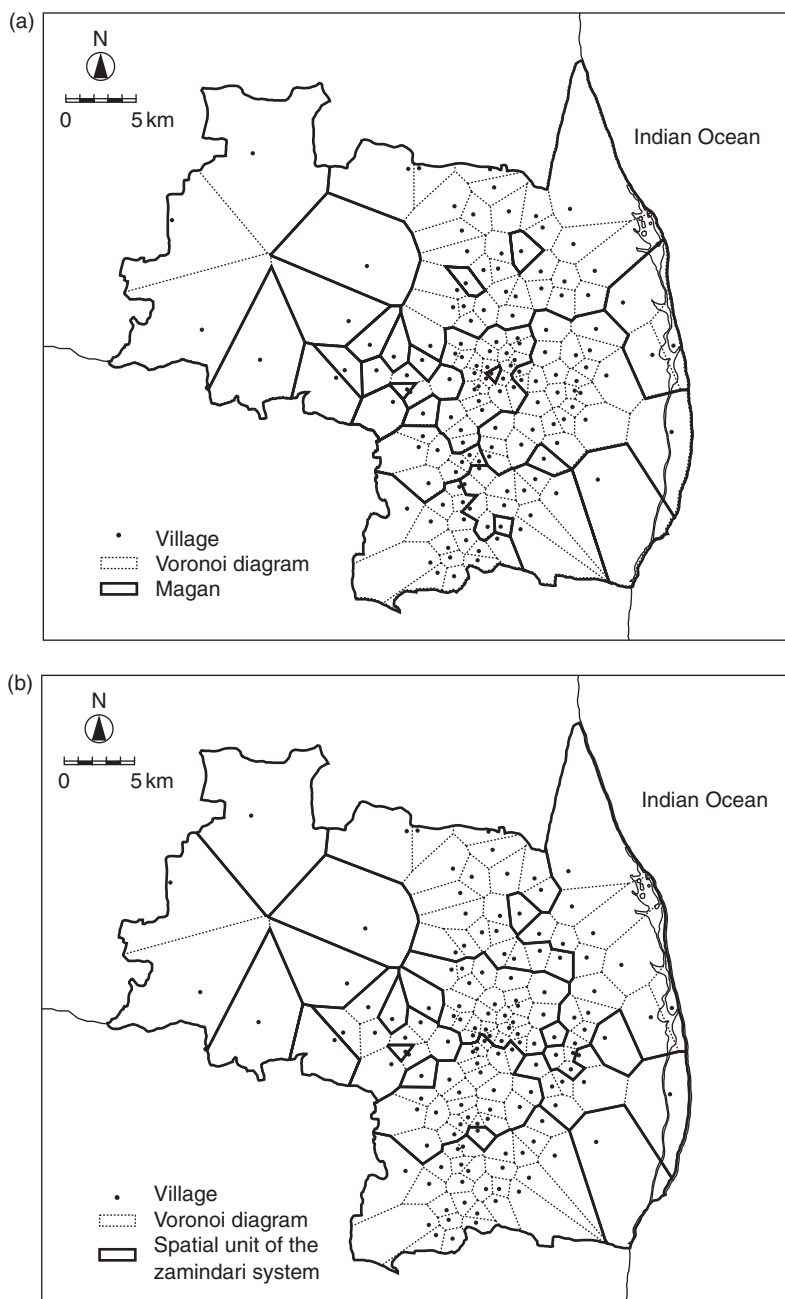 (a)
N
0 5 km
Indian Ocean
Village
Voronoi diagram
Magan
(b)
N
0 5 km
Indian Ocean
Village
Voronoi diagram
Spatial unit of the
zamindari system